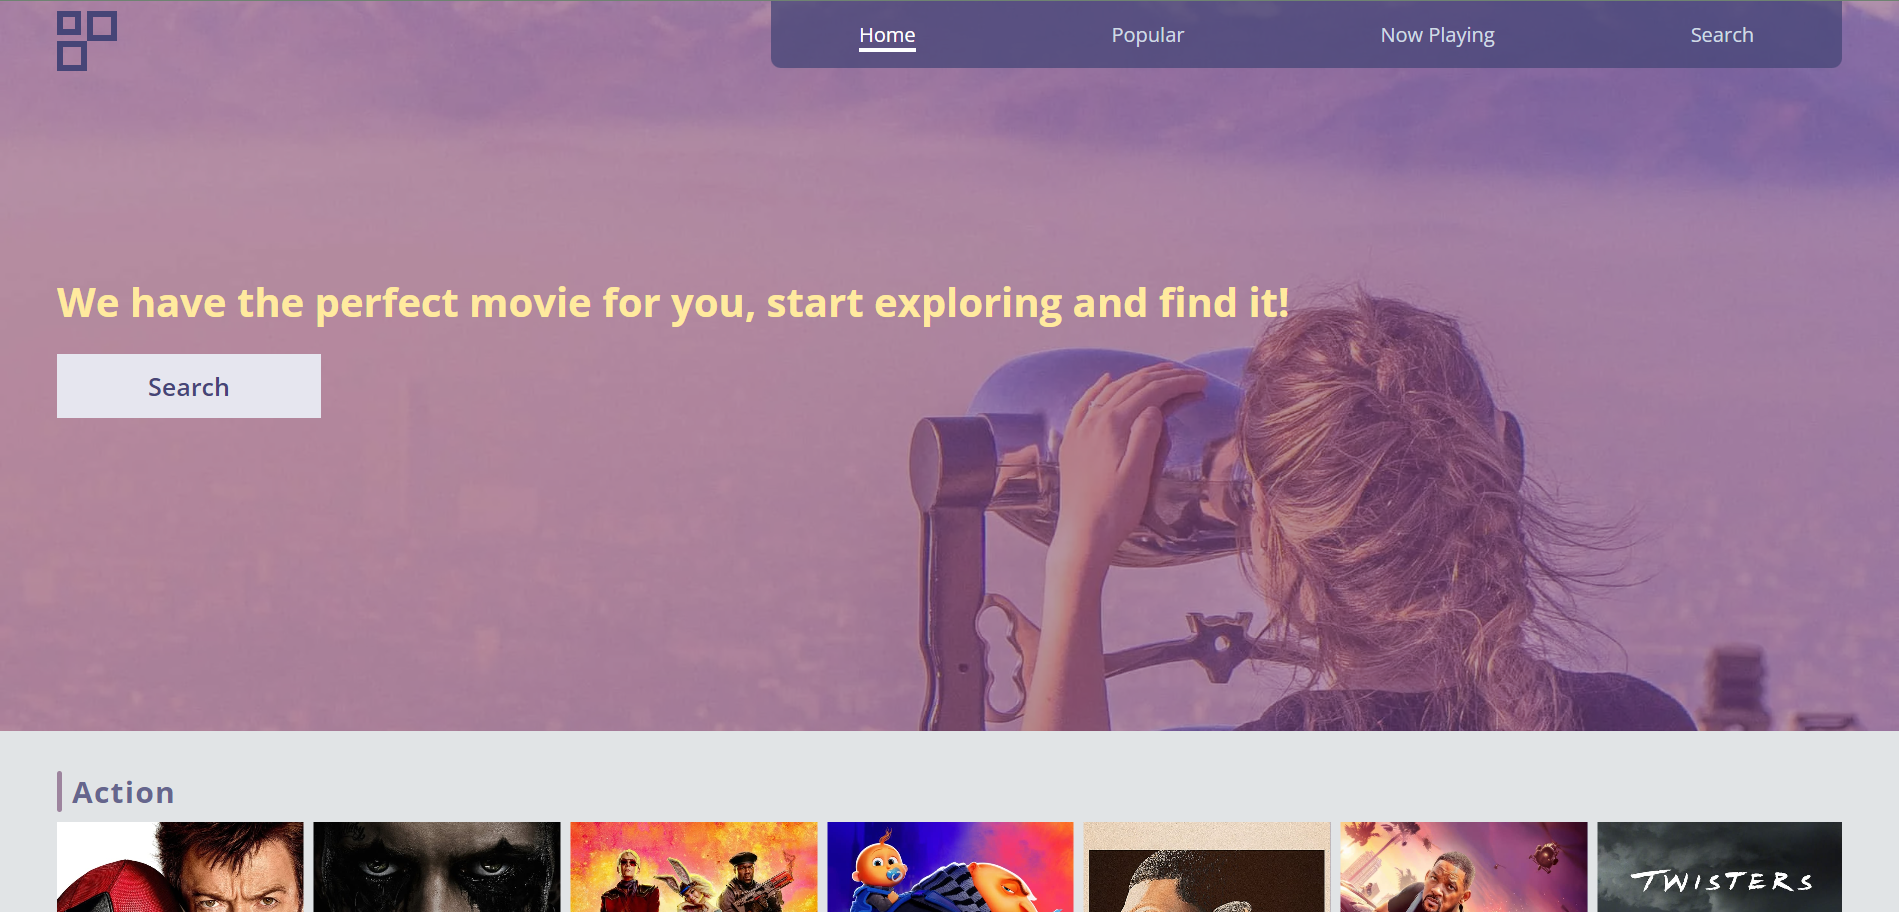 Home Popular Now Playing Search
We have the perfect movie for you, start exploring and find it!
Search
Action
TWISTERS